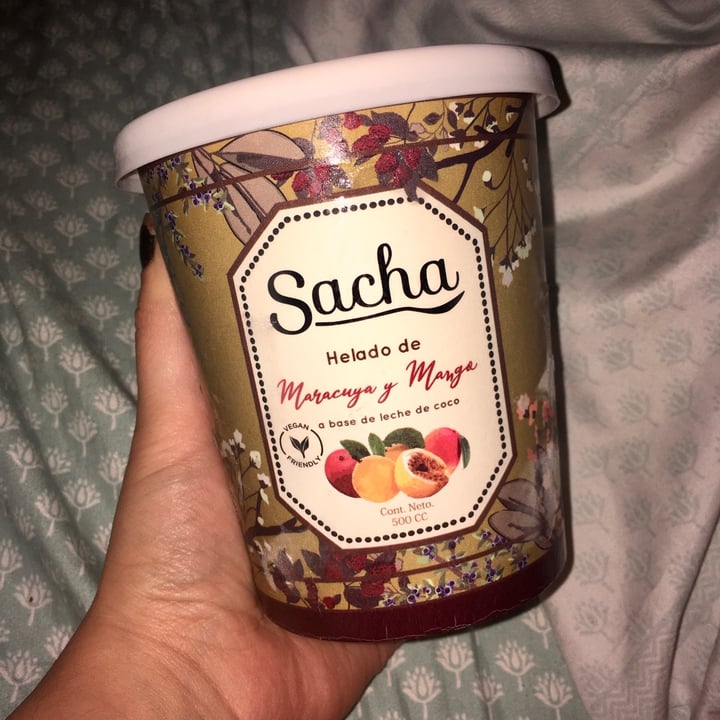 Sacha
Helado de
Maracuya y Mango
a base de leche de coco
VEGAN
FRIENDLY
Cont. Neto.
500 CC